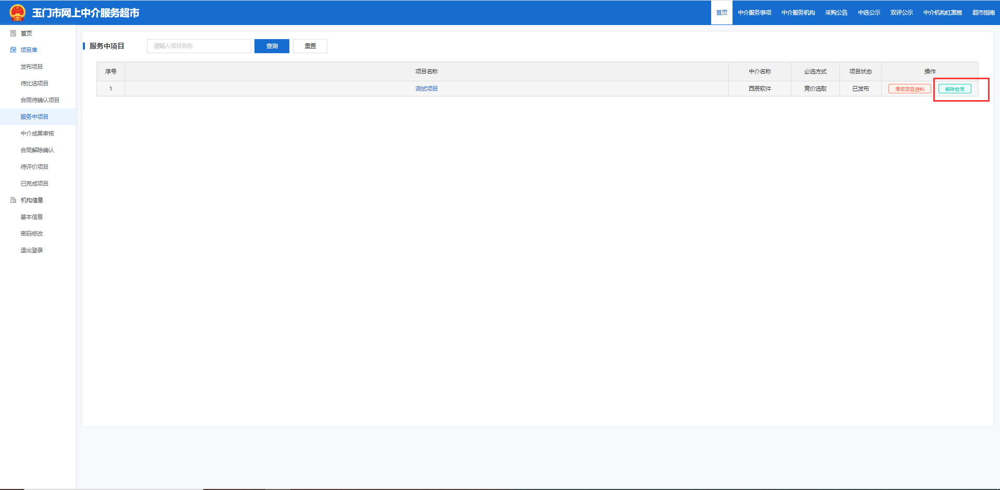 玉门市网上中介服务超市
首页 中介服务事项 中介服务机构 采购公告 中选公示 双评公示 中介机构红黑榜 超市指南
首页
项目库
发布项目
待比选项目
合同待确认项目
服务中项目
中介成果审核
合同解除确认
待评价项目
已完成项目
机构信息
基本信息
密码修改
退出登录
服务中项目 请输入项目名称 查询 重置
序号 项目名称 中介名称 必选方式 项目状态 操作
1 测试项目 西辰软件 竞价选取 已发布 修改项目资料 解除合同